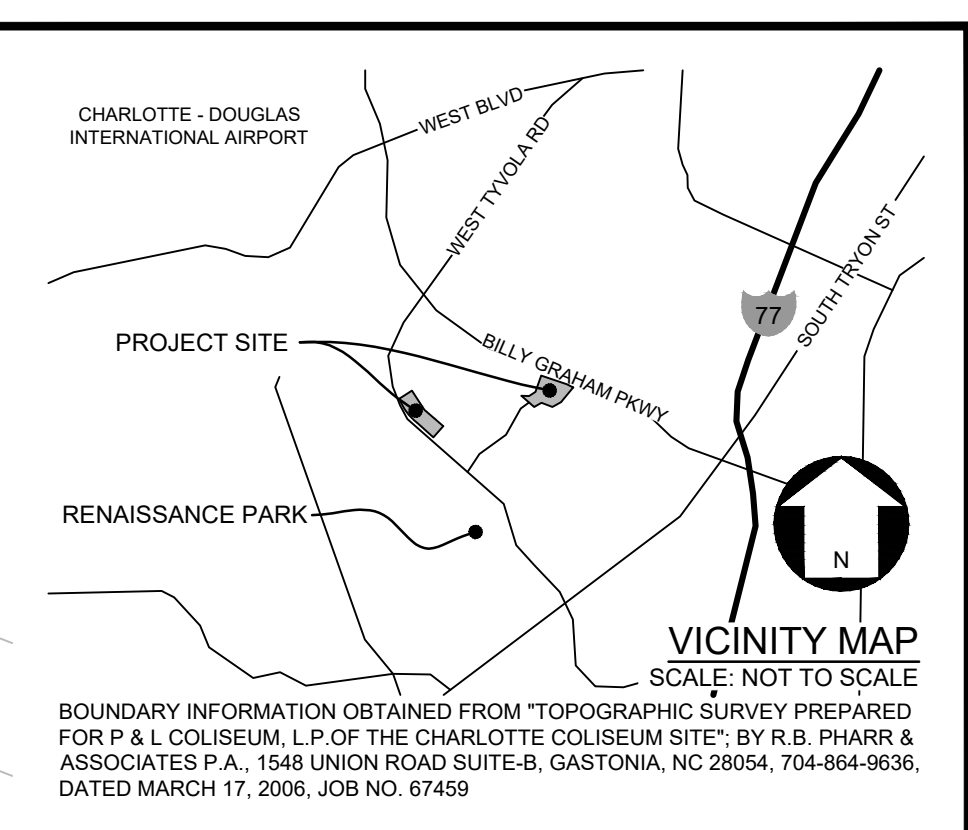 CHARLOTTE - DOUGLAS
INTERNATIONAL AIRPORT
WEST BLVD
WEST TYVOLA RD
SOUTH TRYON ST
77
PROJECT SITE
BILLY GRAHAM PKWY
RENAISSANCE PARK
N
VICINITY MAP
SCALE: NOT TO SCALE
BOUNDARY INFORMATION OBTAINED FROM "TOPOGRAPHIC SURVEY PREPARED
FOR P & L COLISEUM, L.P.OF THE CHARLOTTE COLISEUM SITE"; BY R.B. PHARR &
ASSOCIATES P.A., 1548 UNION ROAD SUITE-B, GASTONIA, NC 28054, 704-864-9636,
DATED MARCH 17, 2006, JOB NO. 67459